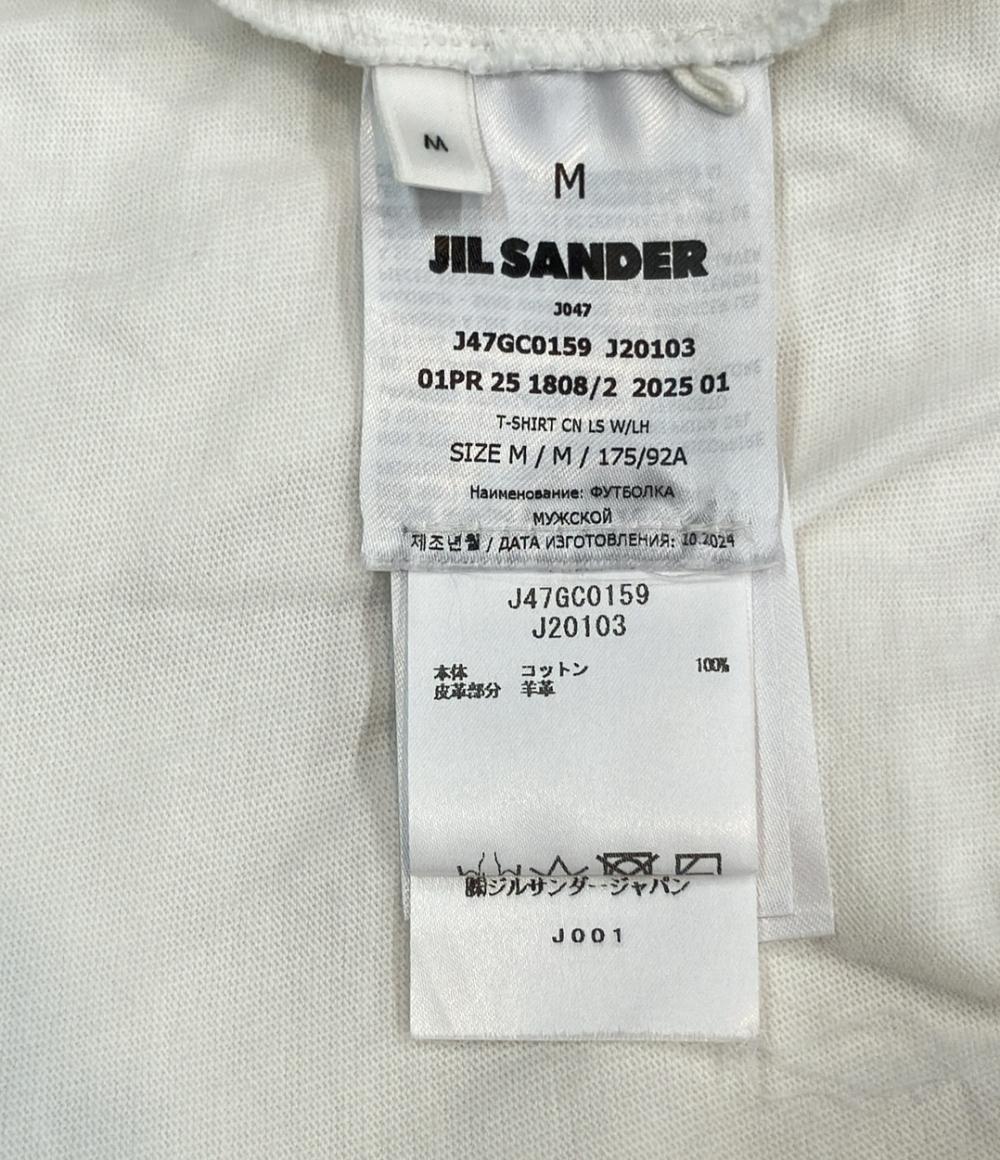 M
M
JIL SANDER
J047
J47GC0159 J20103
01PR 25 1808/2 2025 01
T-SHIRT CN LS W/LH
SIZE M / M / 175/92A
Наименование: ФУТБОЛКА
МУЖСКОЙ
제조년월 / ДАТА ИЗГОТОВЛЕНИЯ: 10.2024
J47GC0159
J20103
本体 コットン 100%
皮革部分 羊革
㈱ジルサンダージャパン
J001